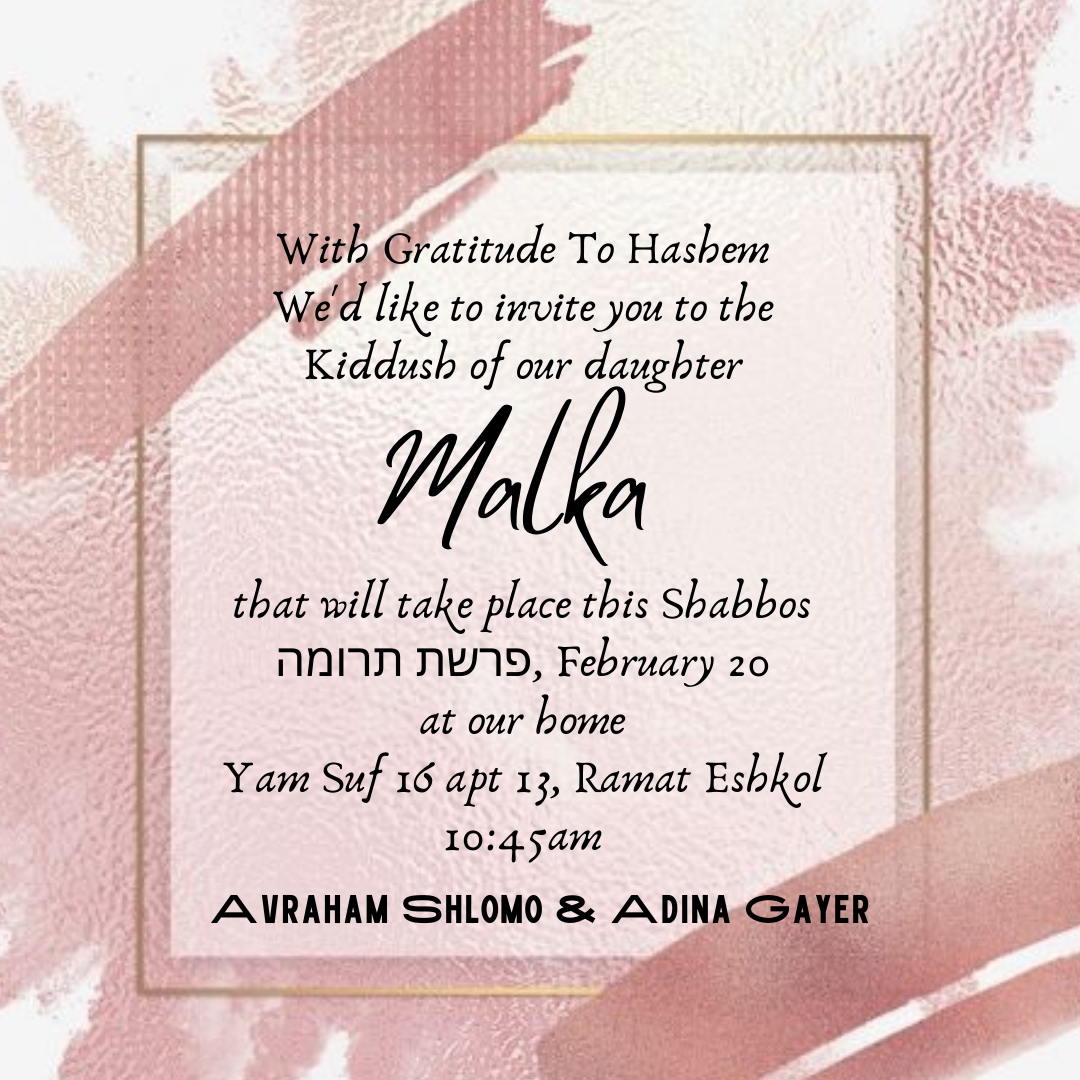 With Gratitude To Hashem
We'd like to invite you to the
Kiddush of our daughter
Malka
that will take place this Shabbos
פרשת תרומה, February 20
at our home
Yam Suf 16 apt 13, Ramat Eshkol
10:45am
Avraham Shlomo & Adina Gayer